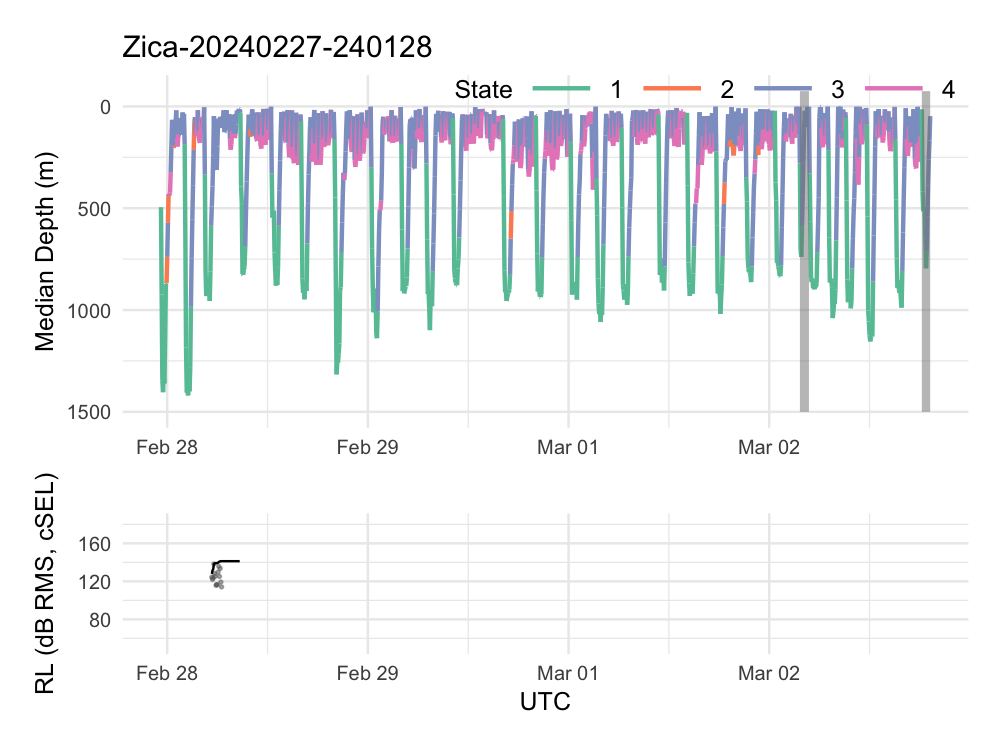 Zica-20240227-240128
State 1 2 3 4
Median Depth (m)
0
500
1000
1500
Feb 28 Feb 29 Mar 01 Mar 02
RL (dB RMS, cSEL)
160
120
80
Feb 28 Feb 29 Mar 01 Mar 02
UTC